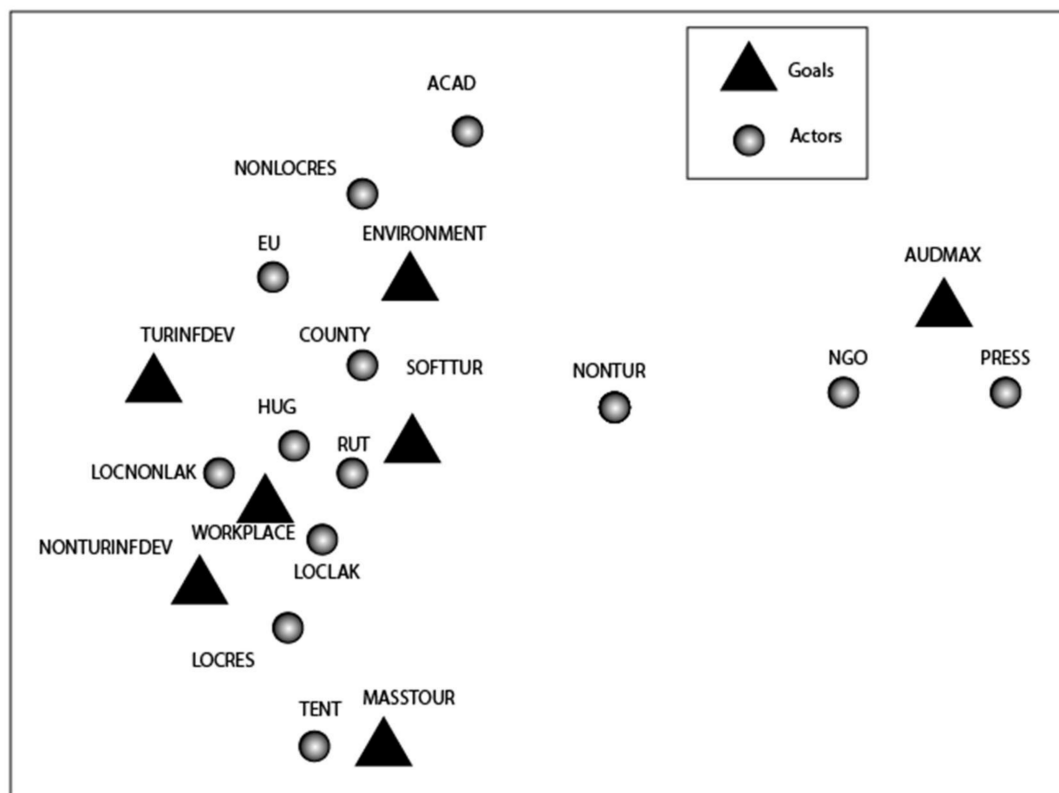 ACAD
Goals
Actors
NONLOCRES
ENVIRONMENT
EU
AUDMAX
TURINFDEV
COUNTY
SOFTTUR
NONTUR
NGO
PRESS
HUG
RUT
LOCNONLAK
WORKPLACE
NONTURINFDEV
LOCLAK
LOCRES
MASSTOUR
TENT